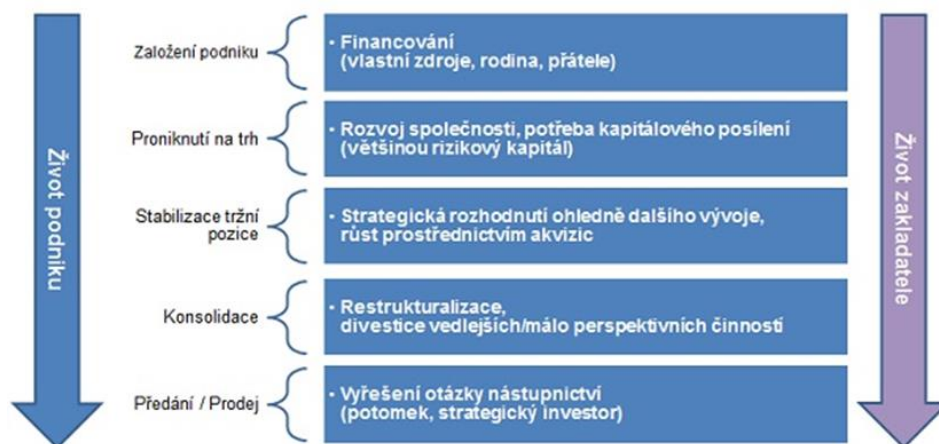 Život podniku
Založení podniku
• Financování
(vlastní zdroje, rodina, přátele)
Proniknutí na trh
• Rozvoj společnosti, potřeba kapitálového posílení
(většinou rizikový kapitál)
Stabilizace tržní
pozice
• Strategická rozhodnutí ohledně dalšího vývoje,
růst prostřednictvím akvizic
Konsolidace
• Restrukturalizace,
divestice vedlejších/málo perspektivních činností
Předání / Prodej
• Vyřešení otázky nástupnictví
(potomek, strategický investor)
Život zakladatele